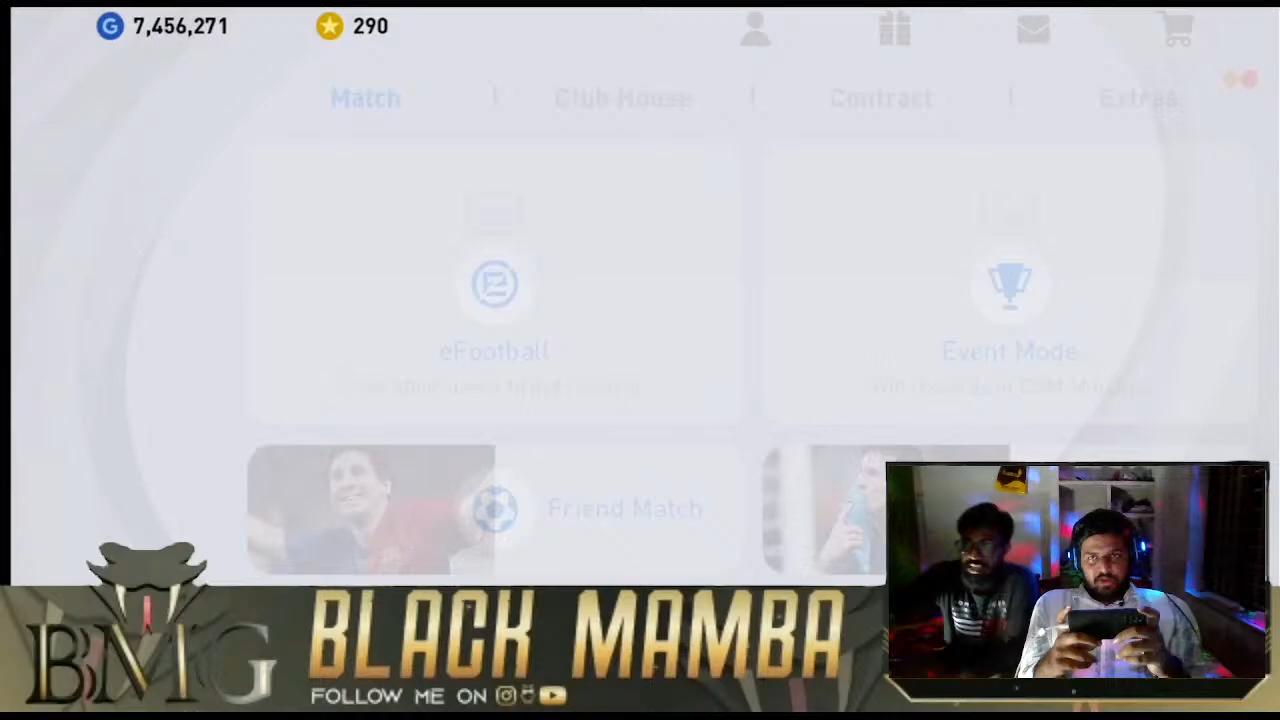 7,456,271 290
Match Club House Contract Extras
eFootball Event Mode
Friend Match
BMG BLACK MAMBA
FOLLOW ME ON